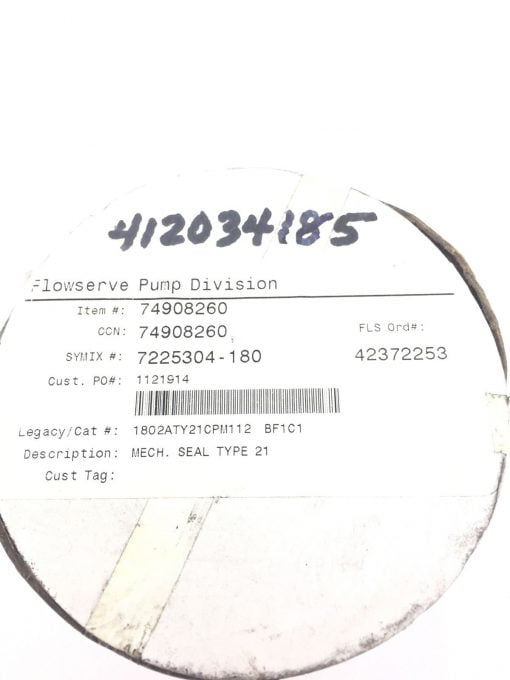 412034185
Flowserve Pump Division
Item #: 74908260
CCN: 74908260 FLS Ord#:
SYMIX #: 7225304-180 42372253
Cust. PO#: 1121914
Legacy/Cat #: 1802ATY21CPM112 BF1C1
Description: MECH. SEAL TYPE 21
Cust Tag: